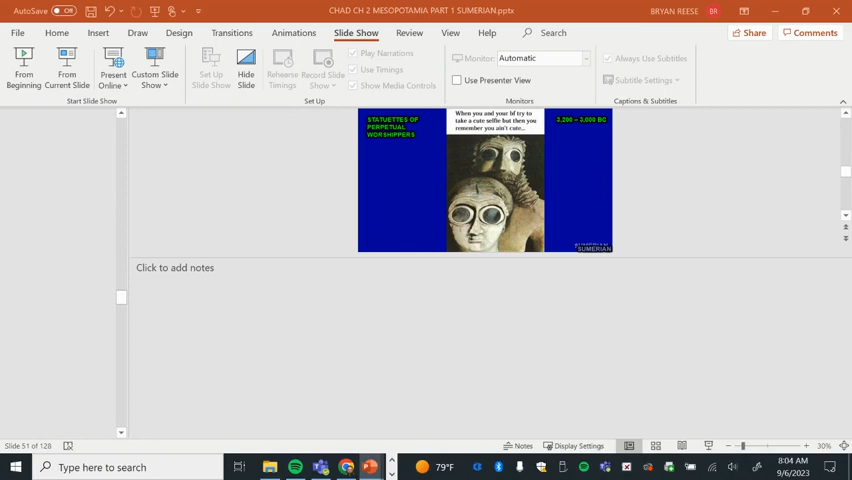 AutoSave Off
CHAD CH 2 MESOPOTAMIA PART 1 SUMERIAN.pptx
BRYAN REESE BR
File Home Insert Draw Design Transitions Animations Slide Show Review View Help Search
Share Comments
From Beginning
From Current Slide
Present Online
Custom Slide Show
Start Slide Show
Set Up Slide Show
Hide Slide
Rehearse Timings
Record Slide Show
Play Narrations
Use Timings
Show Media Controls
Set Up
Monitor: Automatic
Use Presenter View
Monitors
Always Use Subtitles
Subtitle Settings
Captions & Subtitles
STATUETTES OF
PERPETUAL
WORSHIPPERS
When you and your bf try to
take a cute selfie but then you
remember you ain't cute...
3,200 – 3,000 BC
SUMERIAN
Click to add notes
Slide 51 of 128
Notes Display Settings 30%
Type here to search
79°F
8:04 AM
9/6/2023